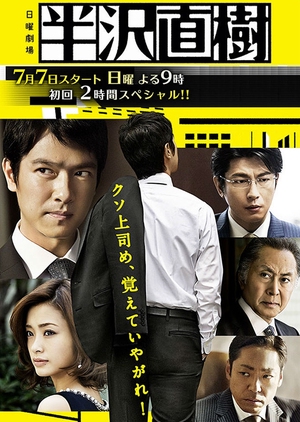 日曜劇場
半沢直樹
7月7日スタート 日曜 よる9時
初回 2時間スペシャル!!
クソ上司め、覚えていやがれ!